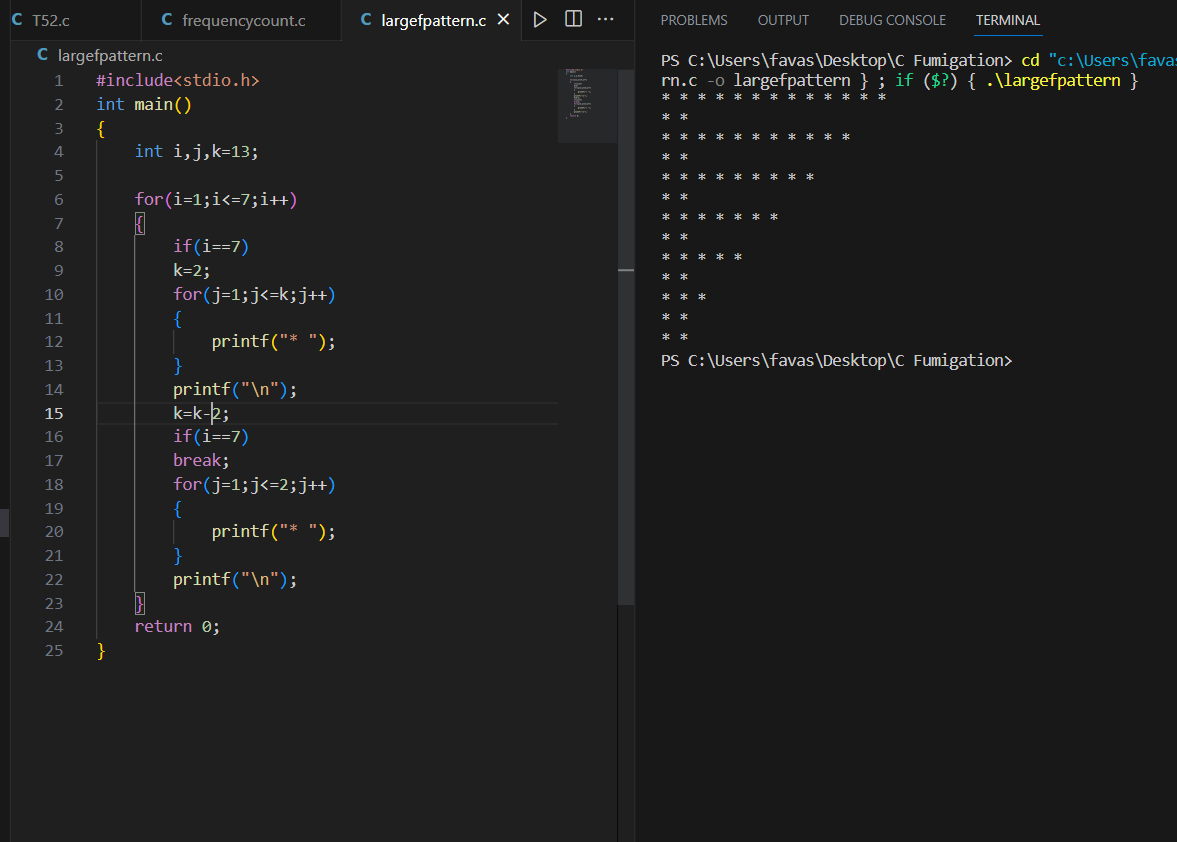 C T52.c
C frequencycount.c
C largefpattern.c
C largefpattern.c
1 #include<stdio.h>
2 int main()
3 {
4     int i,j,k=13;
5
6     for(i=1;i<=7;i++)
7     {
8         if(i==7)
9         k=2;
10         for(j=1;j<=k;j++)
11         {
12             printf("* ");
13         }
14         printf("\n");
15         k=k-2;
16         if(i==7)
17         break;
18         for(j=1;j<=2;j++)
19         {
20             printf("* ");
21         }
22         printf("\n");
23     }
24     return 0;
25 }
PROBLEMS OUTPUT DEBUG CONSOLE TERMINAL
PS C:\Users\favas\Desktop\C Fumigation> cd "c:\Users\favas
rn.c -o largefpattern } ; if ($?) { .\largefpattern }
* * * * * * * * * * * * *
* *
* * * * * * * * * * *
* *
* * * * * * * * *
* *
* * * * * * *
* *
* * * * *
* *
* * *
* *
* *
PS C:\Users\favas\Desktop\C Fumigation>